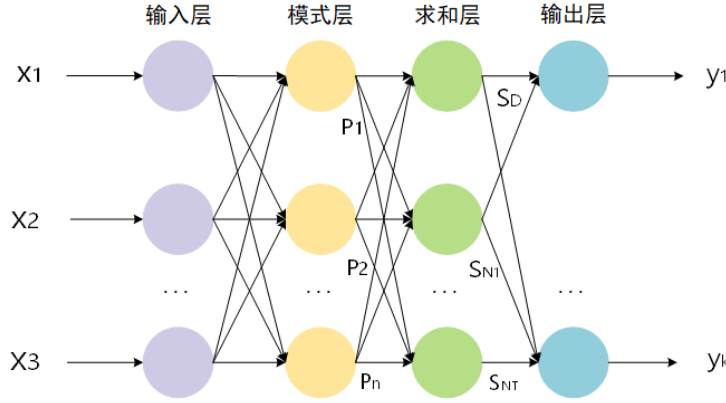 输入层 模式层 求和层 输出层
X1 y1
SD
P1
X2
P2 SN1
... ... ... ...
X3 yk
Pn SNT